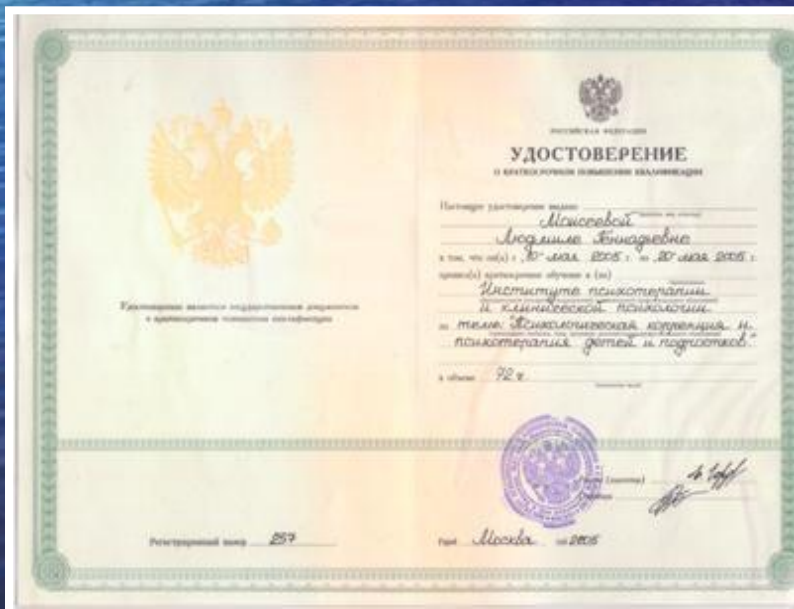 Удостоверение является государственным документом
о краткосрочном повышении квалификации
Регистрационный номер 257
РОССИЙСКАЯ ФЕДЕРАЦИЯ
УДОСТОВЕРЕНИЕ
О КРАТКОСРОЧНОМ ПОВЫШЕНИИ КВАЛИФИКАЦИИ
Настоящее удостоверение выдано
Моисеевой
Людмиле Геннадьевне
в том, что он(а) с „10“ мая 2005 г. по „20“ мая 2005 г.
прошел(а) краткосрочное обучение в (на)
Институте психотерапии
и клинической психологии
по теме: "Психологическая коррекция и
психотерапия детей и подростков."
в объеме 72 ч
Город Москва год 2005